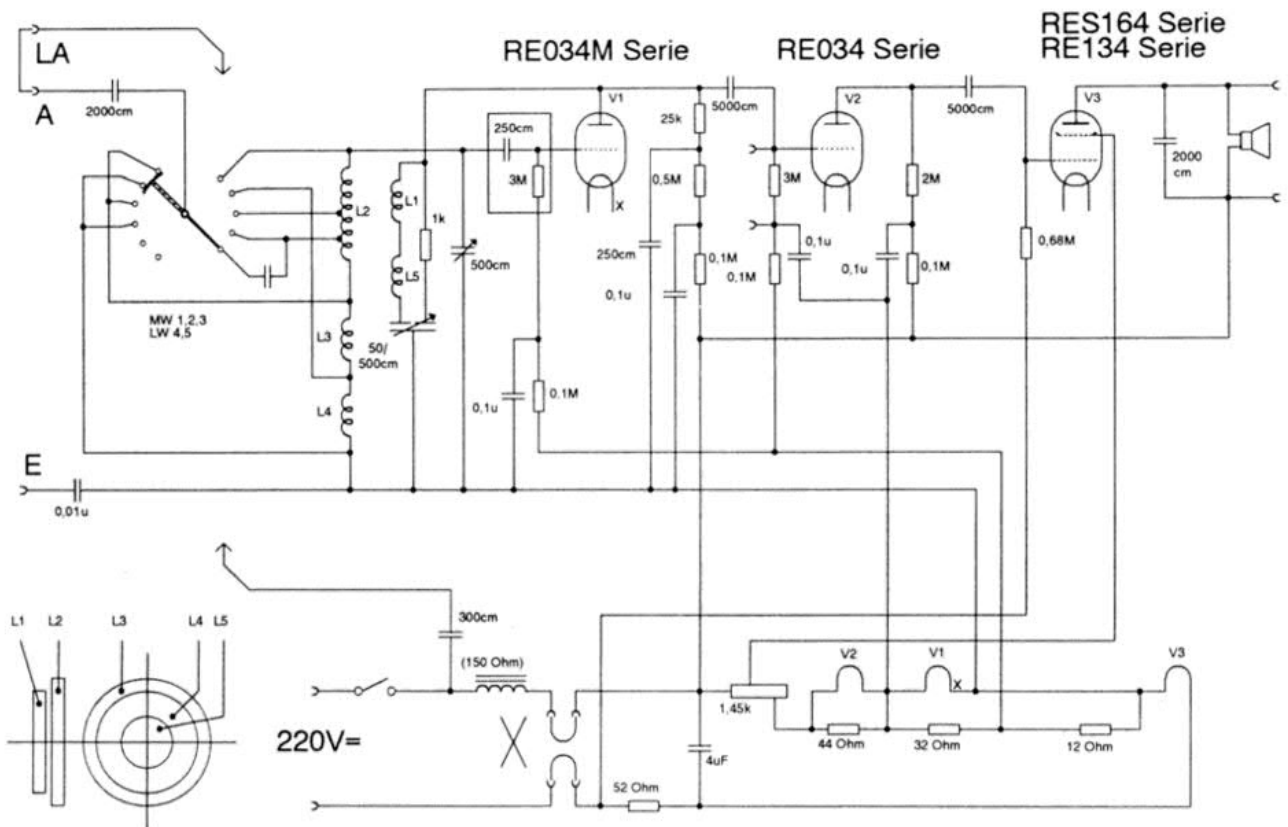 RES164 Serie
RE134 Serie
RE034M Serie
RE034 Serie
LA
A
2000cm
V1
V2
V3
5000cm
5000cm
25k
250cm
3M
L1
L2
1k
X
0,5M
3M
2M
2000
cm
500cm
250cm
0,1M
0,1M
0,1u
0,1u
0,1M
0,68M
L5
0,1u
MW 1,2,3
LW 4,5
L3
50/
500cm
L4
0,1u
0,1M
E
0,01u
L1
L2
L3
L4
L5
300cm
(150 Ohm)
220V=
1,45k
V2
V1
X
V3
44 Ohm
32 Ohm
12 Ohm
4uF
52 Ohm